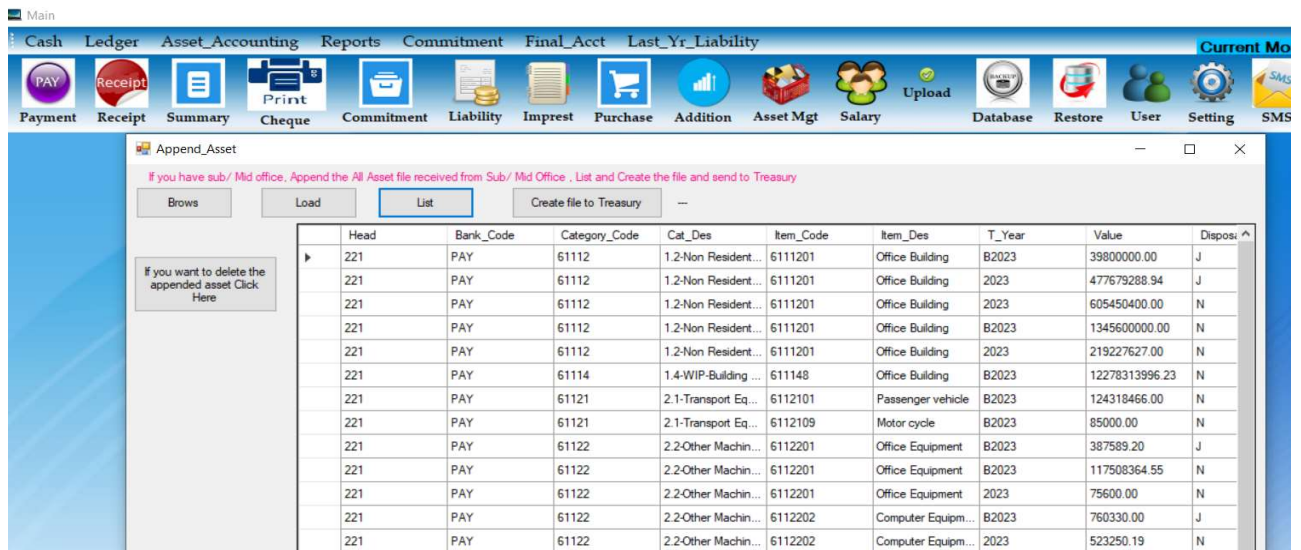 Main
Cash Ledger Asset_Accounting Reports Commitment Final_Acct Last_Yr_Liability
Current Mo
PAY Receipt Print BACKUP SMS
Payment Receipt Summary Cheque Commitment Liability Imprest Purchase Addition Asset Mgt Salary Upload Database Restore User Setting SMS
Append_Asset
If you have sub/ Mid office, Append the All Asset file received from Sub/ Mid Office , List and Create the file and send to Treasury
Brows Load List Create file to Treasury ---
If you want to delete the
appended asset Click
Here
Head Bank_Code Category_Code Cat_Des Item_Code Item_Des T_Year Value Disposa
221 PAY 61112 1.2-Non Resident... 6111201 Office Building B2023 39800000.00 J
221 PAY 61112 1.2-Non Resident... 6111201 Office Building 2023 477679288.94 J
221 PAY 61112 1.2-Non Resident... 6111201 Office Building 2023 605450400.00 N
221 PAY 61112 1.2-Non Resident... 6111201 Office Building B2023 1345600000.00 N
221 PAY 61112 1.2-Non Resident... 6111201 Office Building 2023 219227627.00 N
221 PAY 61114 1.4-WIP-Building ... 611148 Office Building B2023 12278313996.23 N
221 PAY 61121 2.1-Transport Eq... 6112101 Passenger vehicle B2023 124318466.00 N
221 PAY 61121 2.1-Transport Eq... 6112109 Motor cycle B2023 85000.00 N
221 PAY 61122 2.2-Other Machin... 6112201 Office Equipment B2023 387589.20 J
221 PAY 61122 2.2-Other Machin... 6112201 Office Equipment B2023 117508364.55 N
221 PAY 61122 2.2-Other Machin... 6112201 Office Equipment 2023 75600.00 N
221 PAY 61122 2.2-Other Machin... 6112202 Computer Equipm... B2023 760330.00 J
221 PAY 61122 2.2-Other Machin... 6112202 Computer Equipm... 2023 523250.19 N